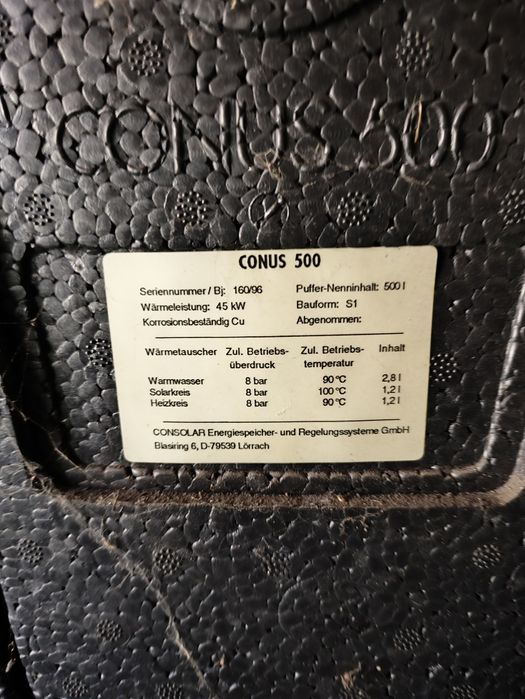 CONUS 500
CONUS 500
Seriennummer / Bj: 160/96 Puffer-Nenninhalt: 500 l
Wärmeleistung: 45 kW Bauform: S1
Korrosionsbeständig Cu Abgenommen:
Wärmetauscher Zul. Betriebs- Zul. Betriebs- Inhalt
überdruck temperatur
Warmwasser 8 bar 90 °C 2,8 l
Solarkreis 8 bar 100 °C 1,2 l
Heizkreis 8 bar 90 °C 1,2 l
CONSOLAR Energiespeicher- und Regelungssysteme GmbH
Blasiring 6, D-79539 Lörrach